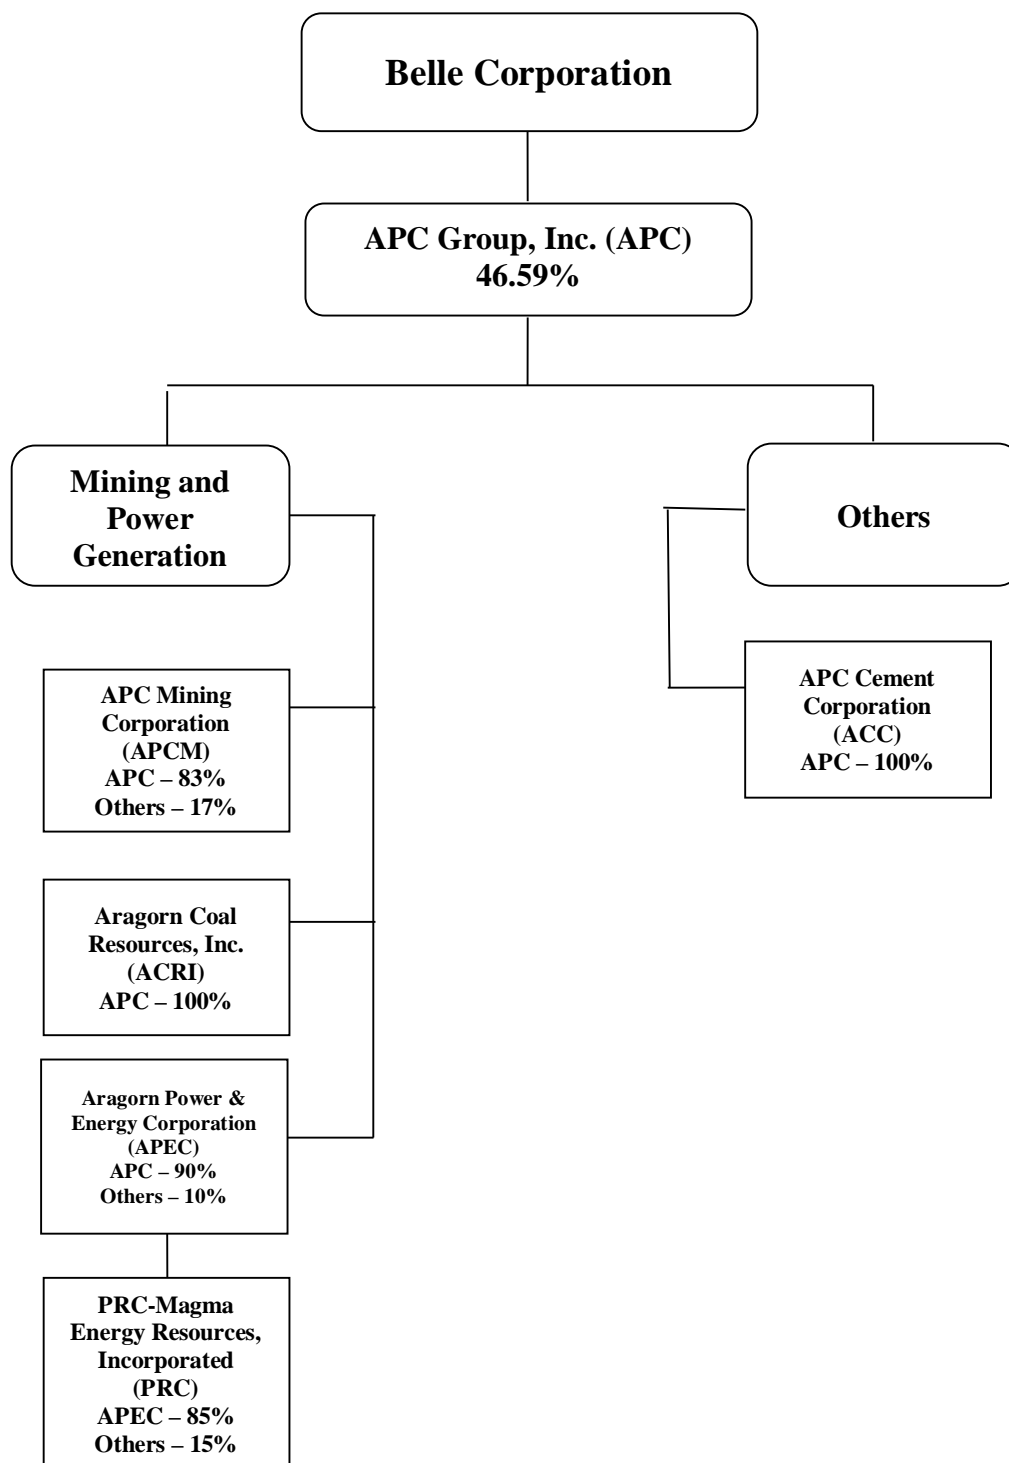 Belle Corporation
APC Group, Inc. (APC)
46.59%
Mining and
Power
Generation
Others
APC Mining
Corporation
(APCM)
APC – 83%
Others – 17%
APC Cement
Corporation
(ACC)
APC – 100%
Aragorn Coal
Resources, Inc.
(ACRI)
APC – 100%
Aragorn Power &
Energy Corporation
(APEC)
APC – 90%
Others – 10%
PRC-Magma
Energy Resources,
Incorporated
(PRC)
APEC – 85%
Others – 15%